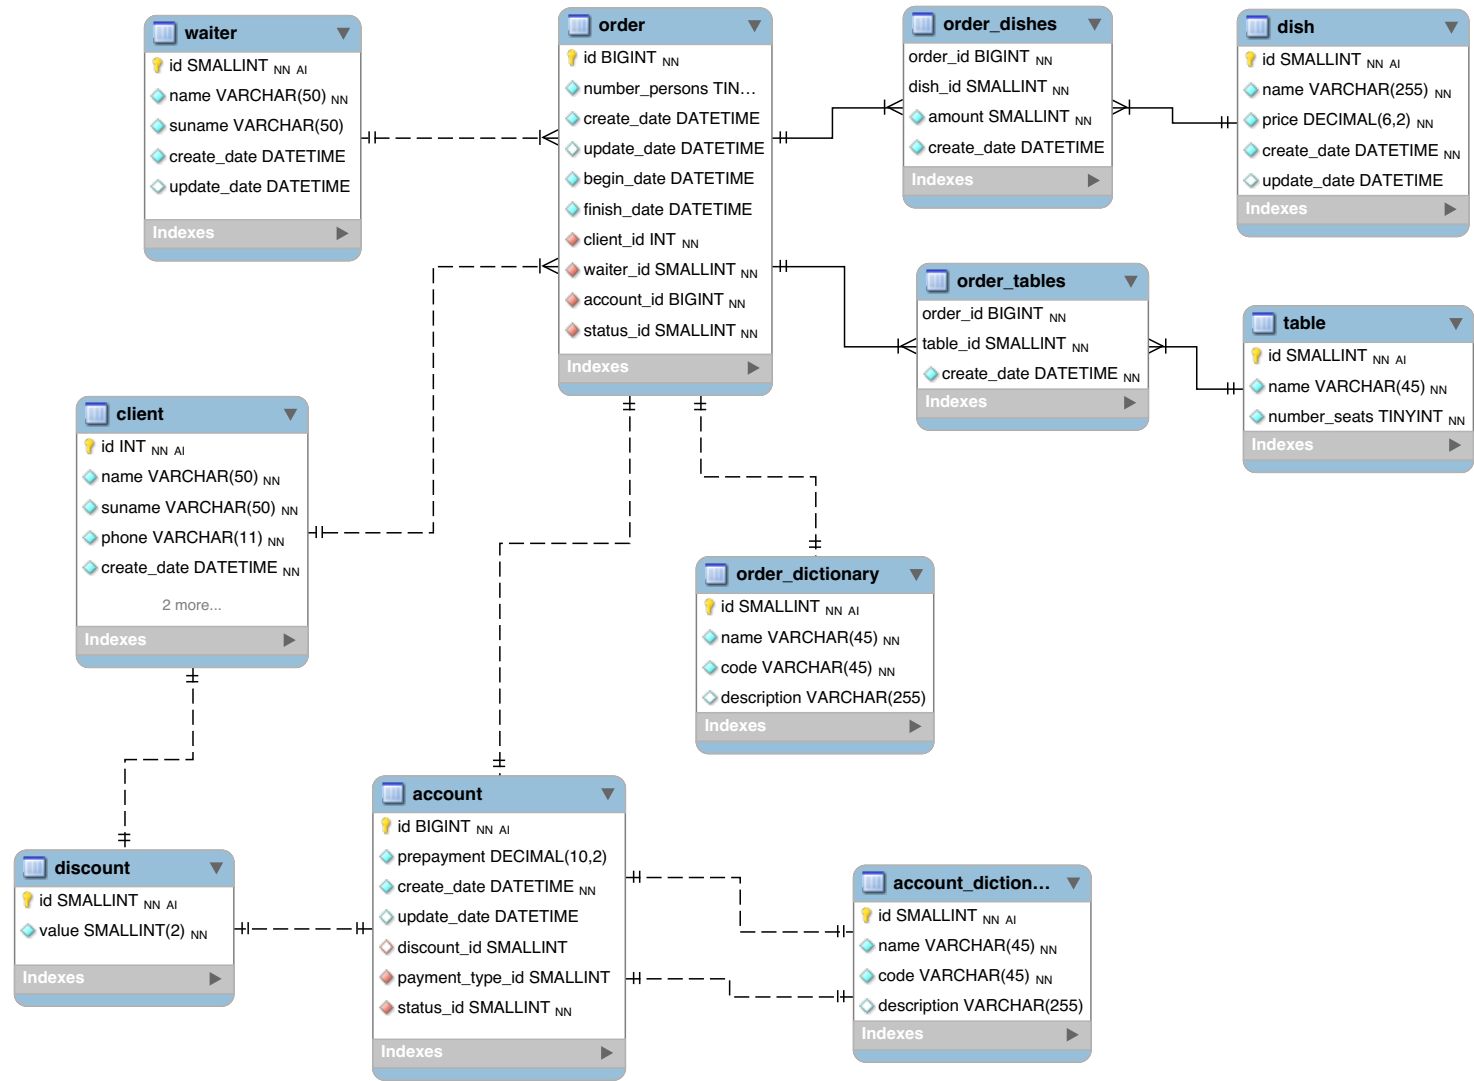 waiter
id SMALLINT NN AI
name VARCHAR(50) NN
suname VARCHAR(50)
create_date DATETIME
update_date DATETIME
Indexes
order
id BIGINT NN
number_persons TIN...
create_date DATETIME
update_date DATETIME
begin_date DATETIME
finish_date DATETIME
client_id INT NN
waiter_id SMALLINT NN
account_id BIGINT NN
status_id SMALLINT NN
Indexes
order_dishes
order_id BIGINT NN
dish_id SMALLINT NN
amount SMALLINT NN
create_date DATETIME
Indexes
dish
id SMALLINT NN AI
name VARCHAR(255) NN
price DECIMAL(6,2) NN
create_date DATETIME NN
update_date DATETIME
Indexes
order_tables
order_id BIGINT NN
table_id SMALLINT NN
create_date DATETIME NN
Indexes
table
id SMALLINT NN AI
name VARCHAR(45) NN
number_seats TINYINT NN
Indexes
client
id INT NN AI
name VARCHAR(50) NN
suname VARCHAR(50) NN
phone VARCHAR(11) NN
create_date DATETIME NN
2 more...
Indexes
order_dictionary
id SMALLINT NN AI
name VARCHAR(45) NN
code VARCHAR(45) NN
description VARCHAR(255)
Indexes
discount
id SMALLINT NN AI
value SMALLINT(2) NN
Indexes
account
id BIGINT NN AI
prepayment DECIMAL(10,2)
create_date DATETIME NN
update_date DATETIME
discount_id SMALLINT
payment_type_id SMALLINT
status_id SMALLINT NN
Indexes
account_diction...
id SMALLINT NN AI
name VARCHAR(45) NN
code VARCHAR(45) NN
description VARCHAR(255)
Indexes